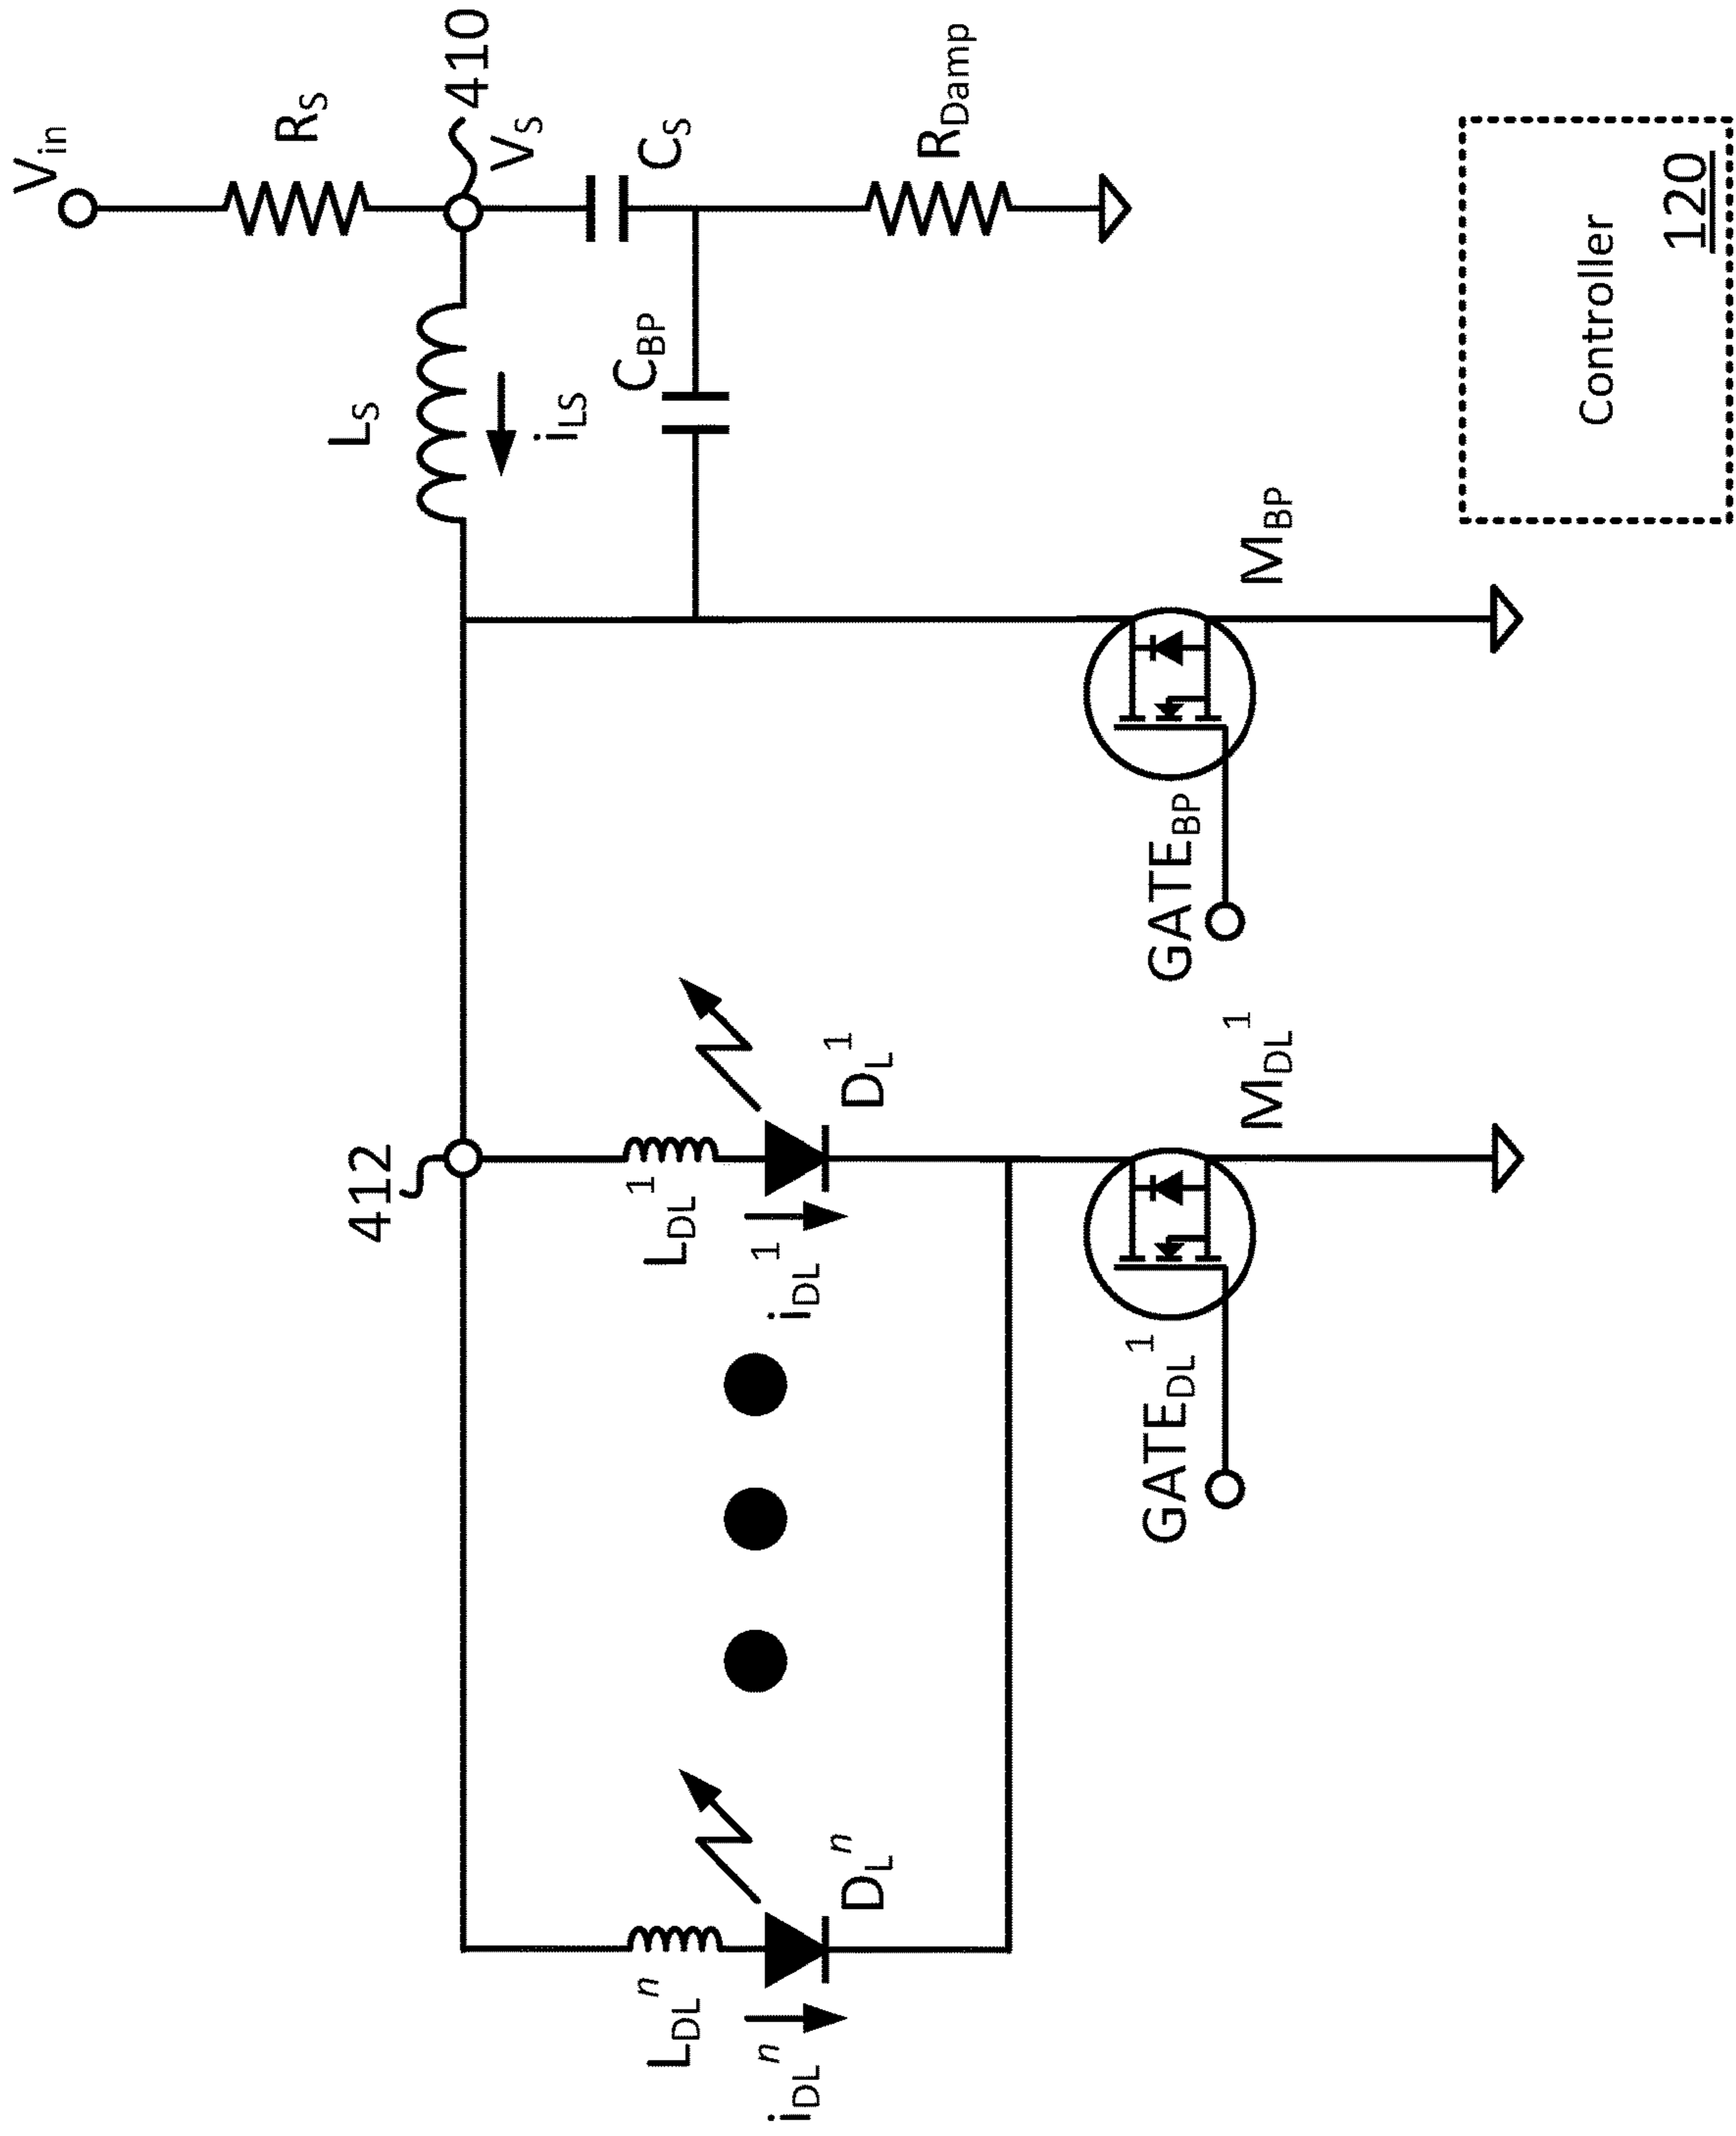 Vin
RS
410
VS
LS
iLS
CS
CBP
RDamp
412
LDL1
iDL1
DL1
LDLn
iDLn
DLn
GATEBP
MBP
GATEDL1
MDL1
Controller
120